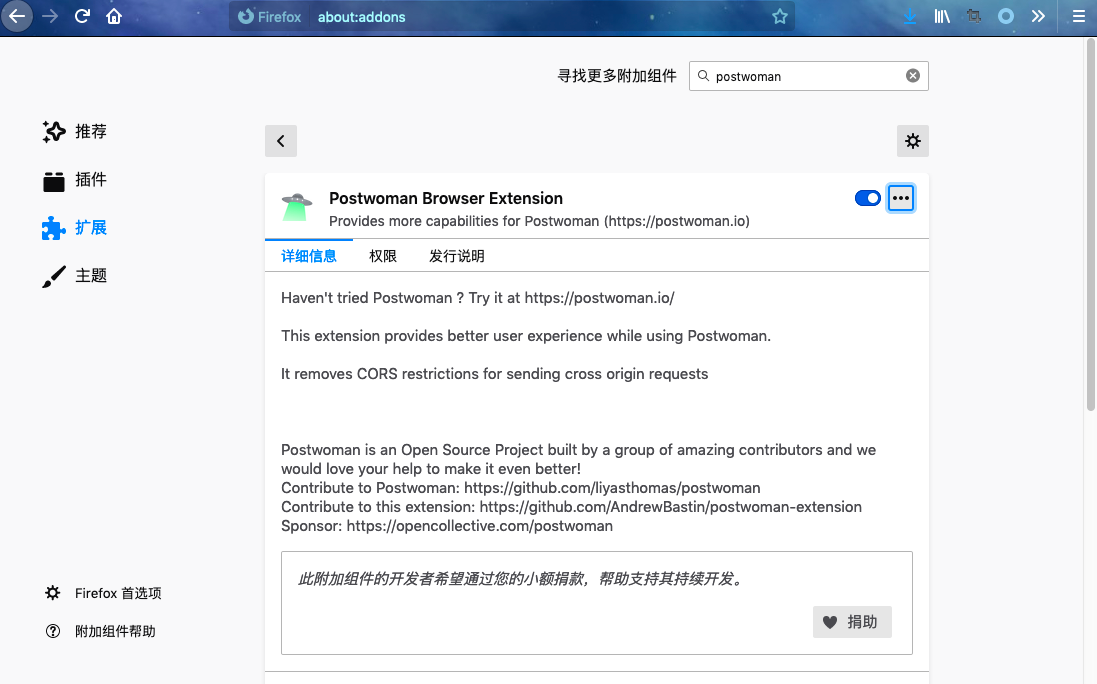 Firefox about:addons
寻找更多附加组件 postwoman
推荐
插件
扩展
主题
Postwoman Browser Extension
Provides more capabilities for Postwoman (https://postwoman.io)
详细信息 权限 发行说明
Haven't tried Postwoman ? Try it at https://postwoman.io/
This extension provides better user experience while using Postwoman.
It removes CORS restrictions for sending cross origin requests
Postwoman is an Open Source Project built by a group of amazing contributors and we
would love your help to make it even better!
Contribute to Postwoman: https://github.com/liyasthomas/postwoman
Contribute to this extension: https://github.com/AndrewBastin/postwoman-extension
Sponsor: https://opencollective.com/postwoman
此附加组件的开发者希望通过您的小额捐款，帮助支持其持续开发。
捐助
Firefox 首选项
附加组件帮助